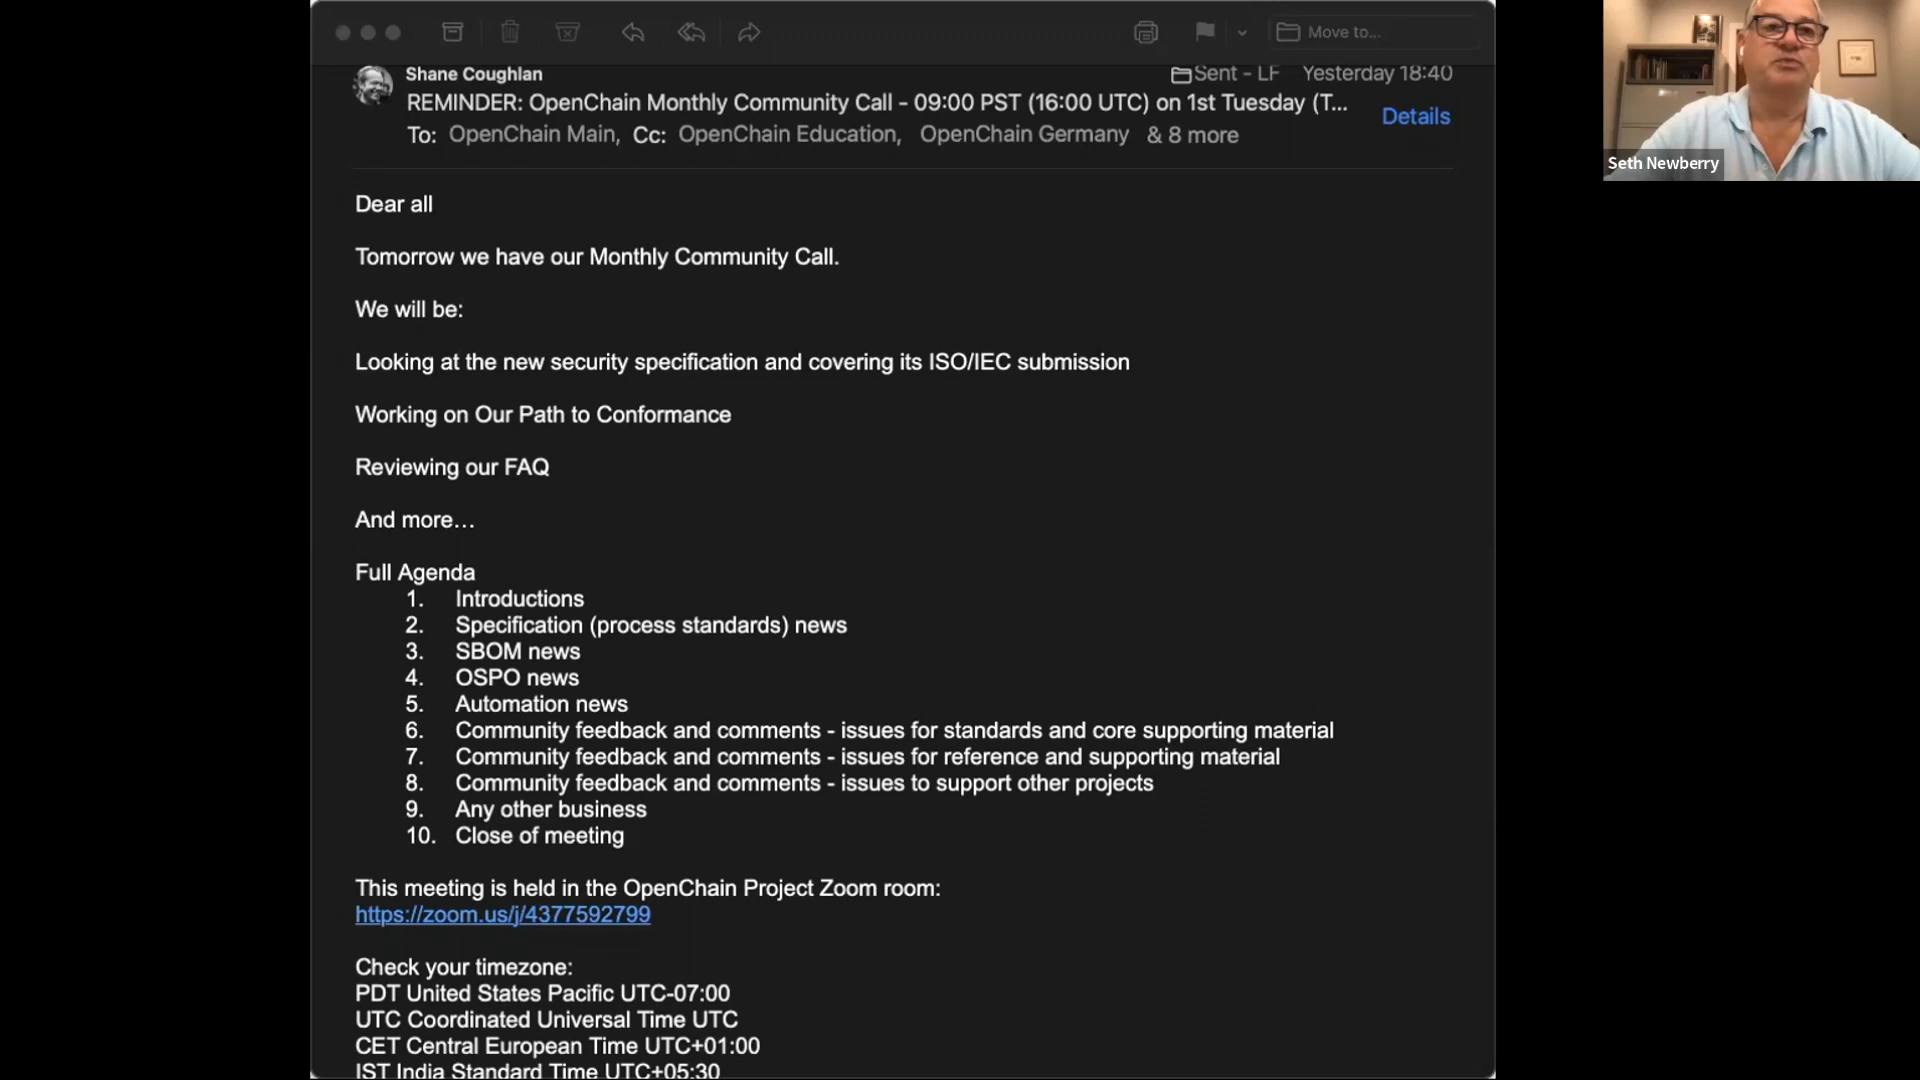 Move to...
Shane Coughlan
Sent - LF Yesterday 18:40
REMINDER: OpenChain Monthly Community Call - 09:00 PST (16:00 UTC) on 1st Tuesday (T...
Details
To: OpenChain Main, Cc: OpenChain Education, OpenChain Germany & 8 more
Seth Newberry
Dear all
Tomorrow we have our Monthly Community Call.
We will be:
Looking at the new security specification and covering its ISO/IEC submission
Working on Our Path to Conformance
Reviewing our FAQ
And more…
Full Agenda
1. Introductions
2. Specification (process standards) news
3. SBOM news
4. OSPO news
5. Automation news
6. Community feedback and comments - issues for standards and core supporting material
7. Community feedback and comments - issues for reference and supporting material
8. Community feedback and comments - issues to support other projects
9. Any other business
10. Close of meeting
This meeting is held in the OpenChain Project Zoom room:
https://zoom.us/j/4377592799
Check your timezone:
PDT United States Pacific UTC-07:00
UTC Coordinated Universal Time UTC
CET Central European Time UTC+01:00
IST India Standard Time UTC+05:30